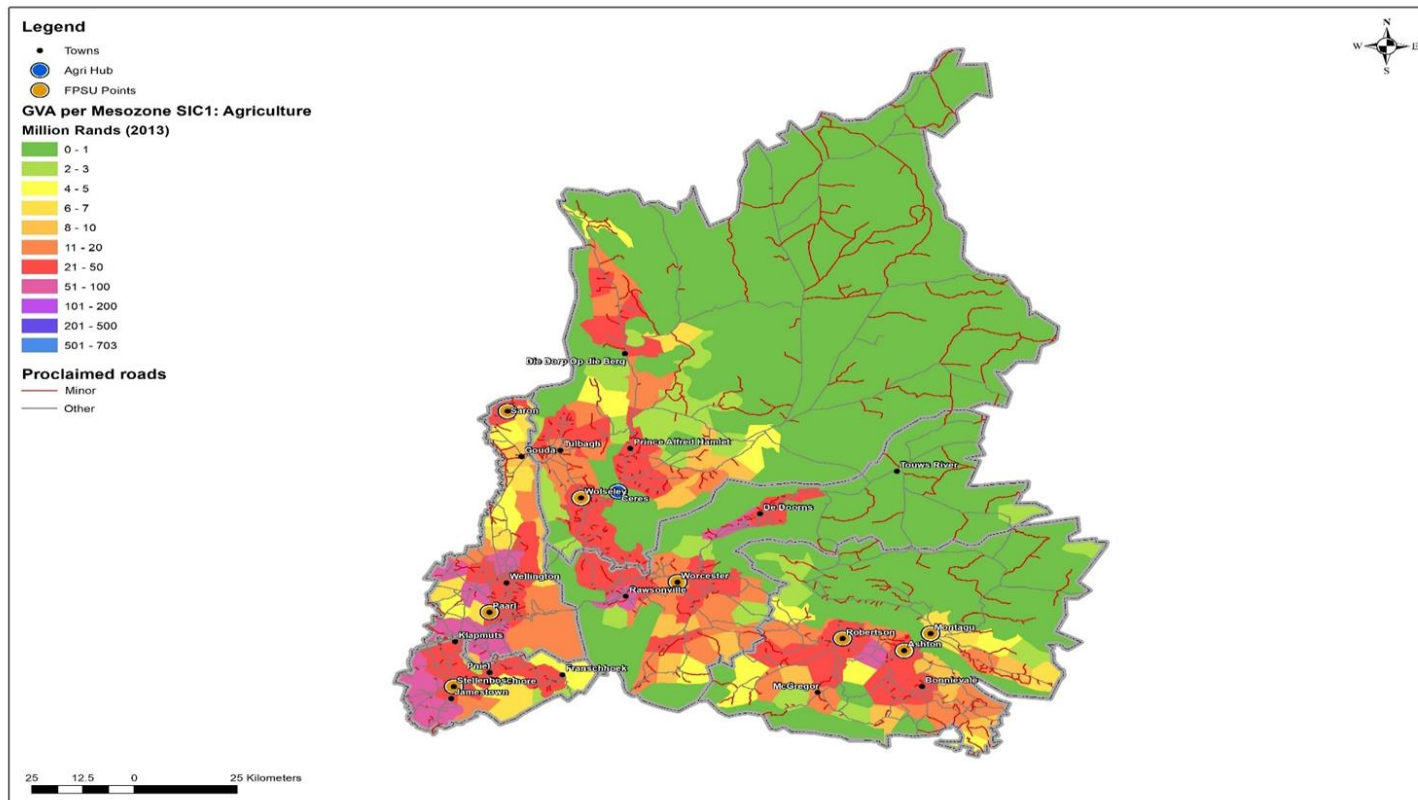 Legend
Towns
Agri Hub
FPSU Points
GVA per Mesozone SIC1: Agriculture
Million Rands (2013)
0 - 1
2 - 3
4 - 5
6 - 7
8 - 10
11 - 20
21 - 50
51 - 100
101 - 200
201 - 500
501 - 703
Proclaimed roads
Minor
Other
N
W E
S
Die Dorp Op die Berg
Saron
Gouda
Tulbagh
Prince Alfred Hamlet
Touws River
Wolseley
Ceres
De Doorns
Wellington
Worcester
Rawsonville
Paarl
Klapmuts
Robertson
Montagu
Ashton
Pniel
Franschhoek
Jamestown
McGregor
Bonnievale
25 12.5 0 25 Kilometers